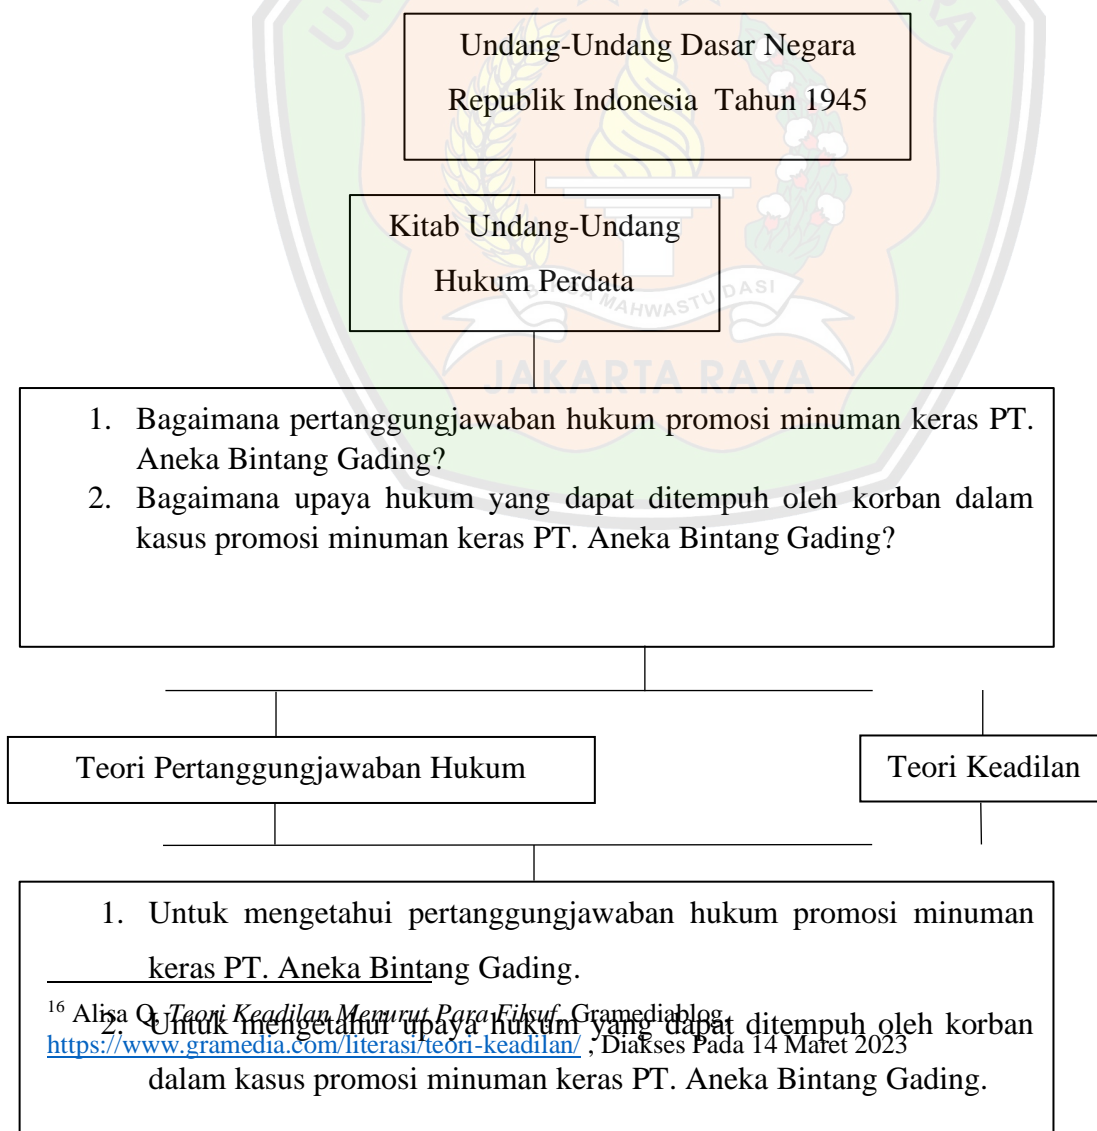 Undang-Undang Dasar Negara
Republik Indonesia Tahun 1945
Kitab Undang-Undang
Hukum Perdata
MAHWASTU DASI
JAKARTA RAYA
1. Bagaimana pertanggungjawaban hukum promosi minuman keras PT.
Aneka Bintang Gading?
2. Bagaimana upaya hukum yang dapat ditempuh oleh korban dalam
kasus promosi minuman keras PT. Aneka Bintang Gading?
Teori Pertanggungjawaban Hukum
Teori Keadilan
1. Untuk mengetahui pertanggungjawaban hukum promosi minuman
keras PT. Aneka Bintang Gading.
2. Untuk mengetahui upaya hukum yang dapat ditempuh oleh korban
dalam kasus promosi minuman keras PT. Aneka Bintang Gading.
16 Alisa Q, Teori Keadilan Menurut Para Filsuf, Gramediablog,
https://www.gramedia.com/literasi/teori-keadilan/ , Diakses Pada 14 Maret 2023